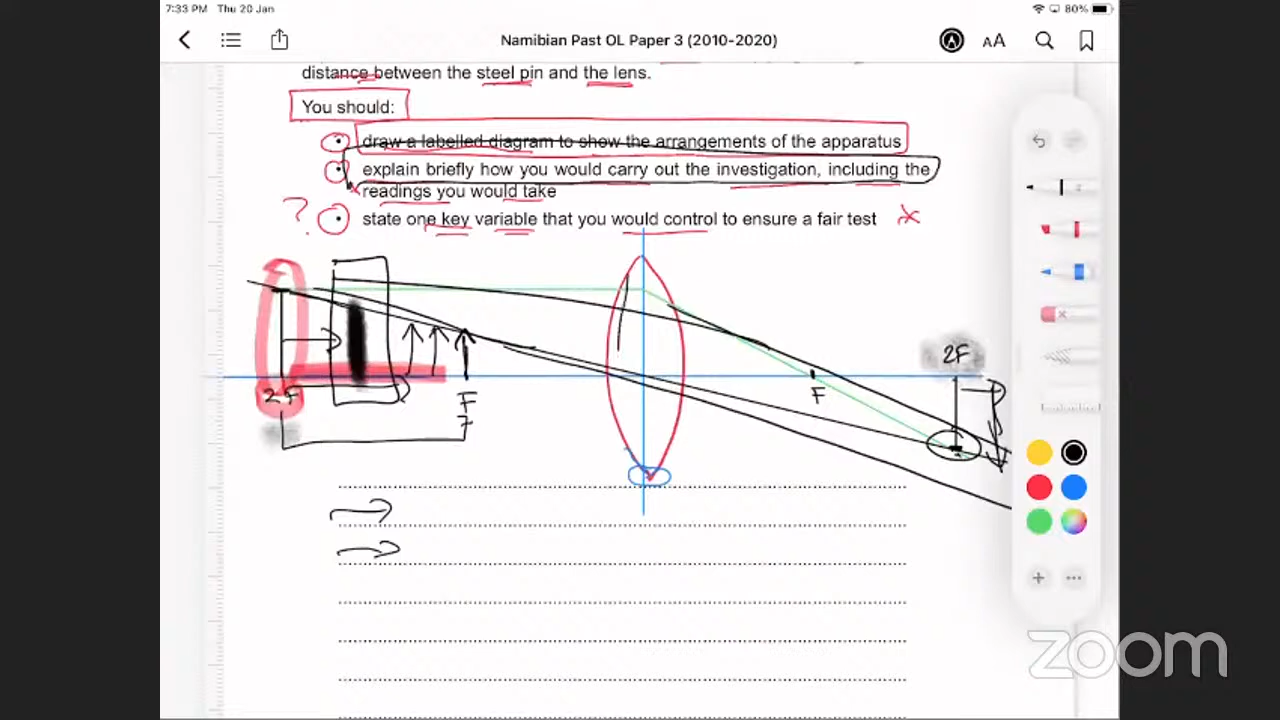 7:33 PM Thu 20 Jan
80%
Namibian Past OL Paper 3 (2010-2020)
AA
distance between the steel pin and the lens.
You should:
draw a labelled diagram to show the arrangements of the apparatus
explain briefly how you would carry out the investigation, including the
readings you would take
? state one key variable that you would control to ensure a fair test
2F
2F
F
F
zoom